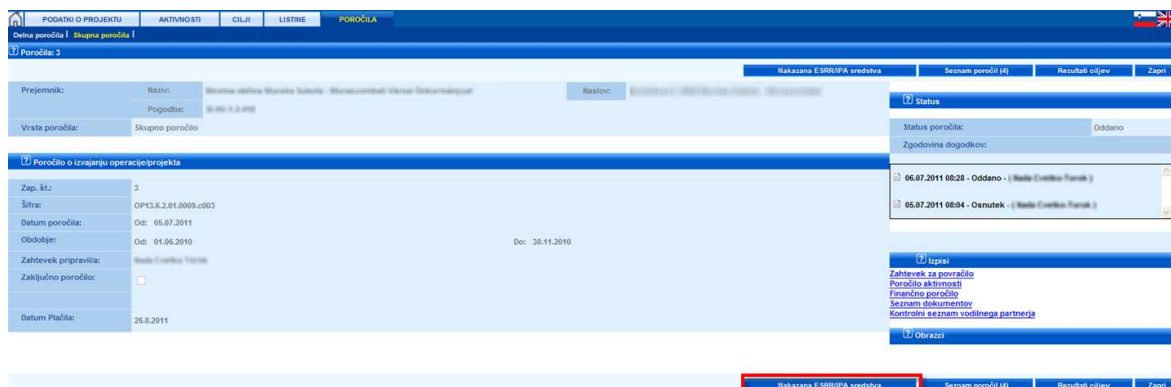 PODATKI O PROJEKTU AKTIVNOSTI CILJI LISTINE POROČILA
Delna poročila | Skupna poročila |
? Poročila: 3
Nakazana ESRR/IPA sredstva Seznam poročil (4) Rezultati ciljev Zapri
Prejemnik: Naziv: Naslov:
Pogodba:
Vrsta poročila: Skupno poročilo
? Status
Status poročila: Oddano
Zgodovina dogodkov:
06.07.2011 08:28 - Oddano - (
05.07.2011 08:04 - Osnutek - (
? Poročilo o izvajanju operacije/projekta
Zap. št.: 3
Šifra: OP13.6.2.01.0009.c003
Datum poročila: Od: 05.07.2011
Obdobje: Od: 01.06.2010 Do: 30.11.2010
Zahtevek pripravil/a:
Zaključno poročilo:
Datum Plačila: 26.8.2011
? Izpisi
Zahtevek za povračilo
Poročilo aktivnosti
Finančno poročilo
Seznam dokumentov
Kontrolni seznam vodilnega partnerja
? Obrazci
Nakazana ESRR/IPA sredstva Seznam poročil (4) Rezultati ciljev Zapri